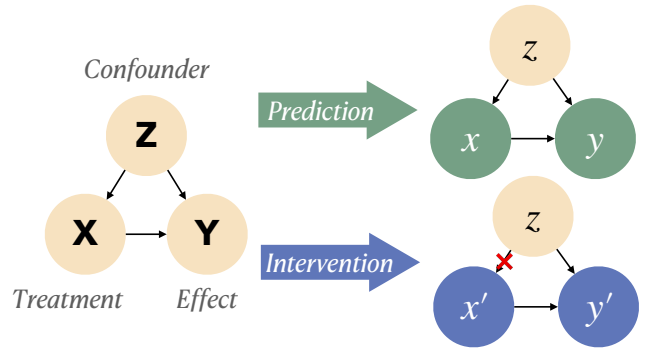 Confounder
Z
X
Y
Treatment
Effect
Prediction
z
x
y
Intervention
z
x′
y′